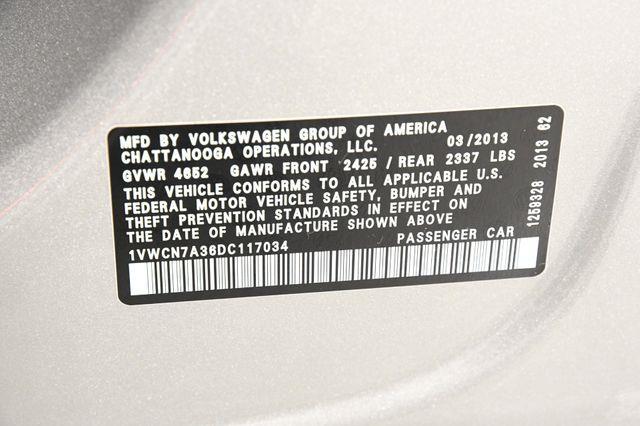 MFD BY VOLKSWAGEN GROUP OF AMERICA
CHATTANOOGA OPERATIONS, LLC. 03/2013
GVWR 4652 GAWR FRONT 2425 / REAR 2337 LBS
THIS VEHICLE CONFORMS TO ALL APPLICABLE U.S.
FEDERAL MOTOR VEHICLE SAFETY, BUMPER AND
THEFT PREVENTION STANDARDS IN EFFECT ON
THE DATE OF MANUFACTURE SHOWN ABOVE
1VWCN7A36DC117034 PASSENGER CAR
1259328 2013 62